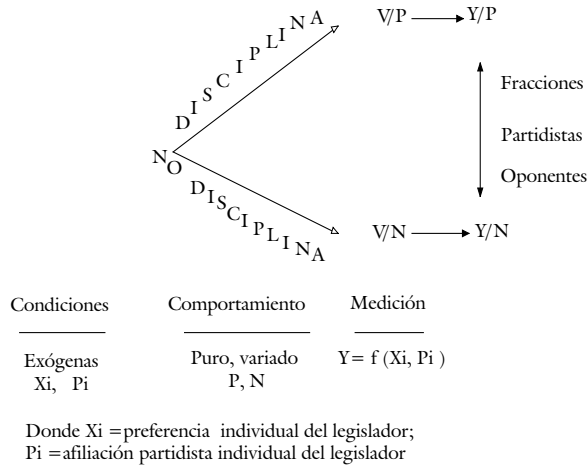 DISCIPLINA
V/P Y/P
Fracciones
Partidistas
Oponentes
NO DISCIPLINA
V/N Y/N
Condiciones Comportamiento Medición
Exógenas Puro, variado Y= f (Xi, Pi )
Xi, Pi P, N
Donde Xi =preferencia individual del legislador;
Pi =afiliación partidista individual del legislador